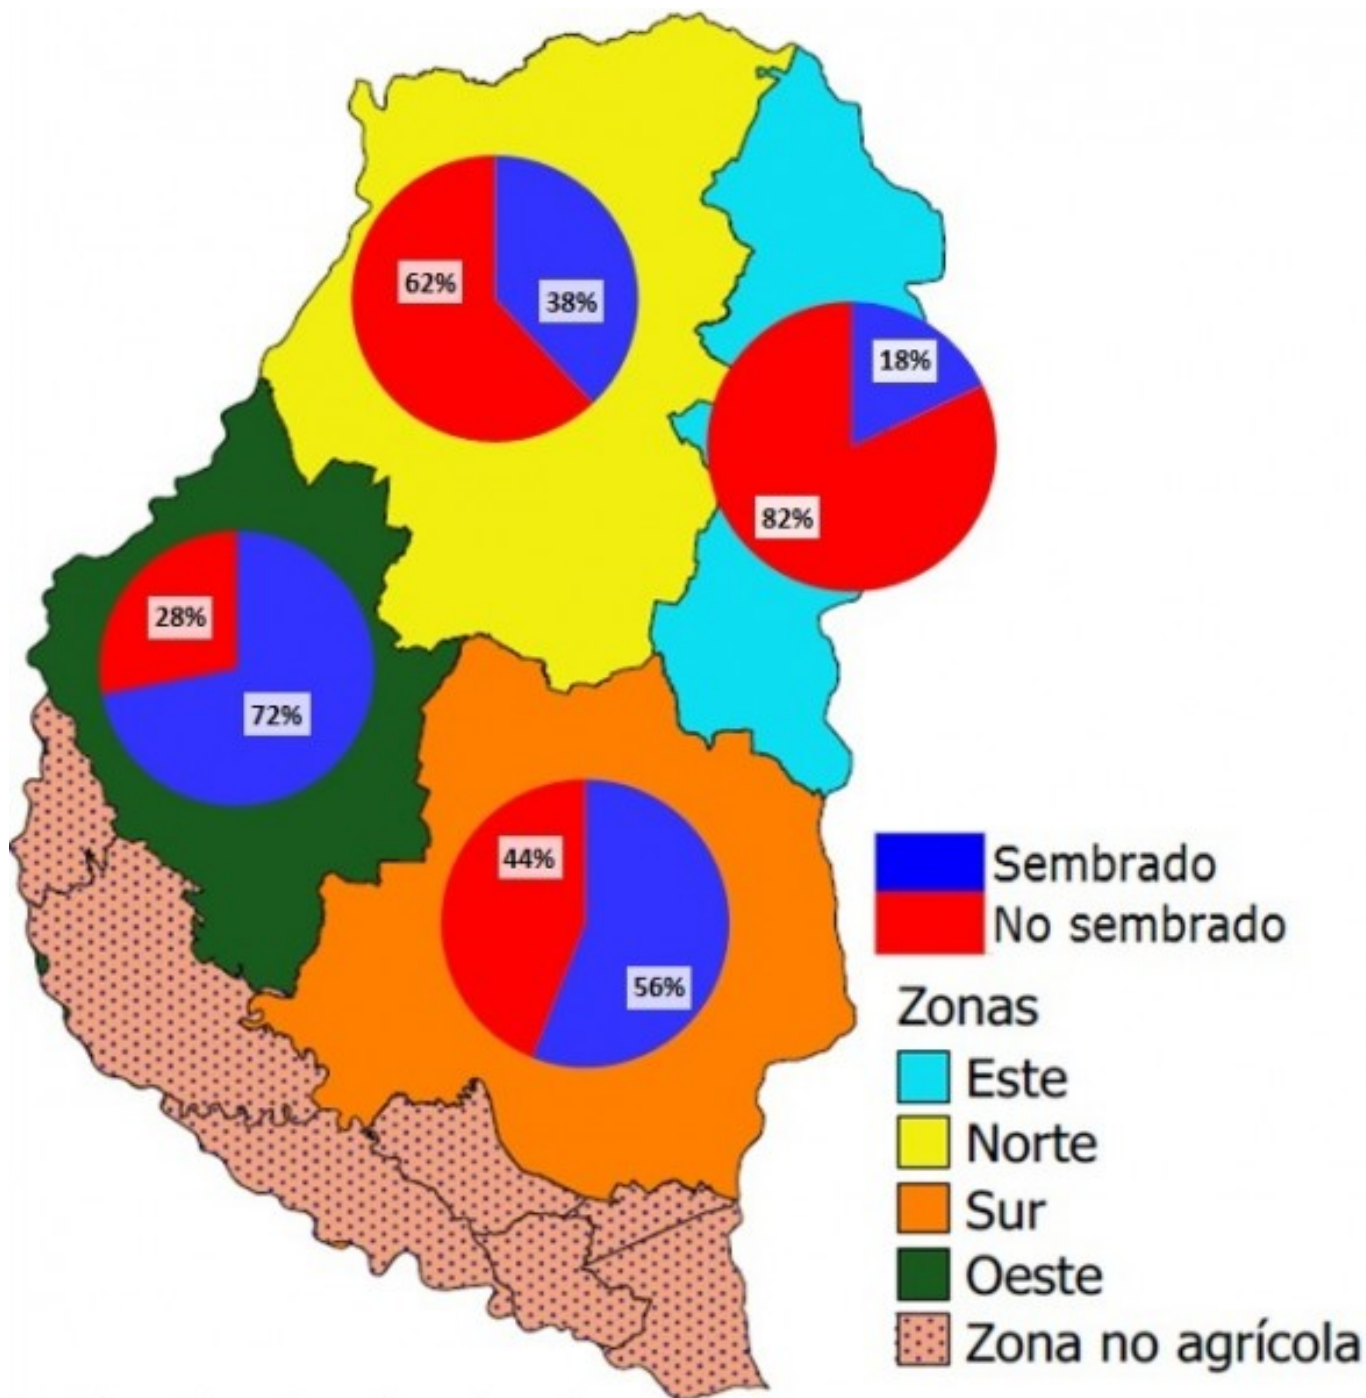 62%
38%
18%
82%
28%
72%
44%
56%
Sembrado
No sembrado
Zonas
Este
Norte
Sur
Oeste
Zona no agrícola